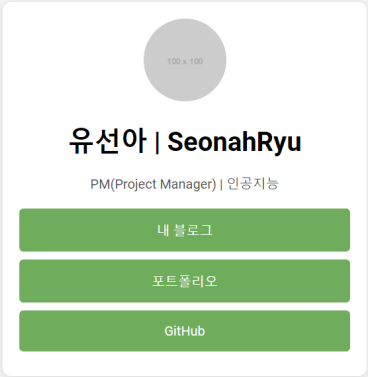 100 x 100
유선아 | SeonahRyu
PM(Project Manager) | 인공지능
내 블로그
포트폴리오
GitHub